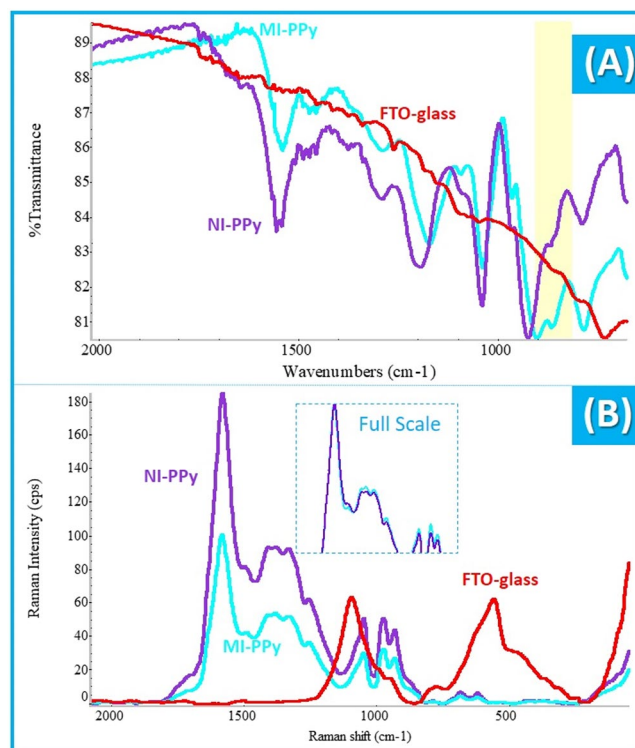 (A)
MI-PPy
FTO-glass
NI-PPy
%Transmittance
89
88
87
86
85
84
83
82
81
2000
1500
1000
Wavenumbers (cm-1)
(B)
Full Scale
NI-PPy
FTO-glass
MI-PPy
Raman Intensity (cps)
180
160
140
120
100
80
60
40
20
0
2000
1500
1000
500
Raman shift (cm-1)